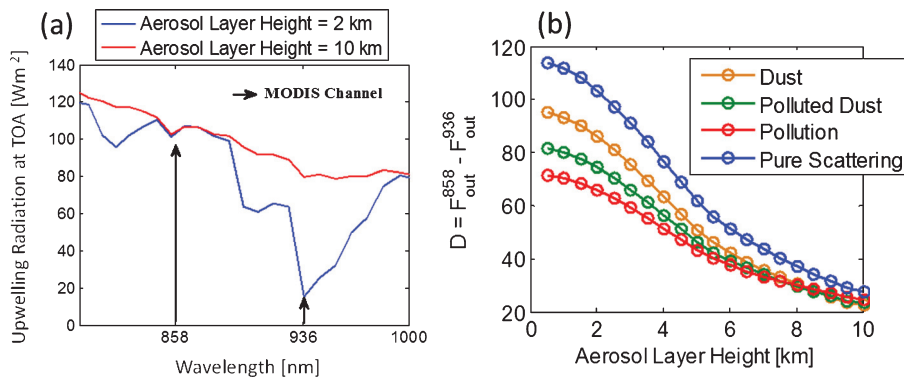 (a)
Aerosol Layer Height = 2 km
Aerosol Layer Height = 10 km
Upwelling Radiation at TOA [Wm⁻²]
140
120
100
80
60
40
20
0
MODIS Channel
858
936
1000
Wavelength [nm]
(b)
D = F⁸⁵⁸out - F⁹³⁶out
120
100
80
60
40
20
Dust
Polluted Dust
Pollution
Pure Scattering
0
2
4
6
8
10
Aerosol Layer Height [km]